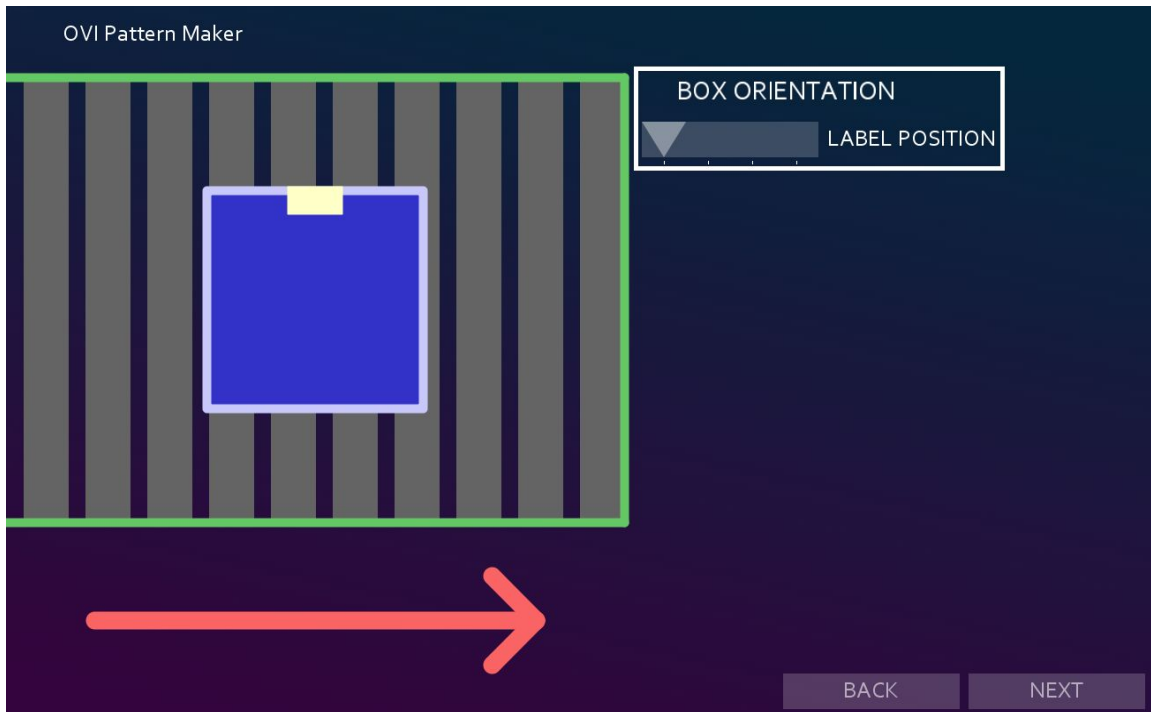 OVI Pattern Maker
BOX ORIENTATION
LABEL POSITION
BACK
NEXT